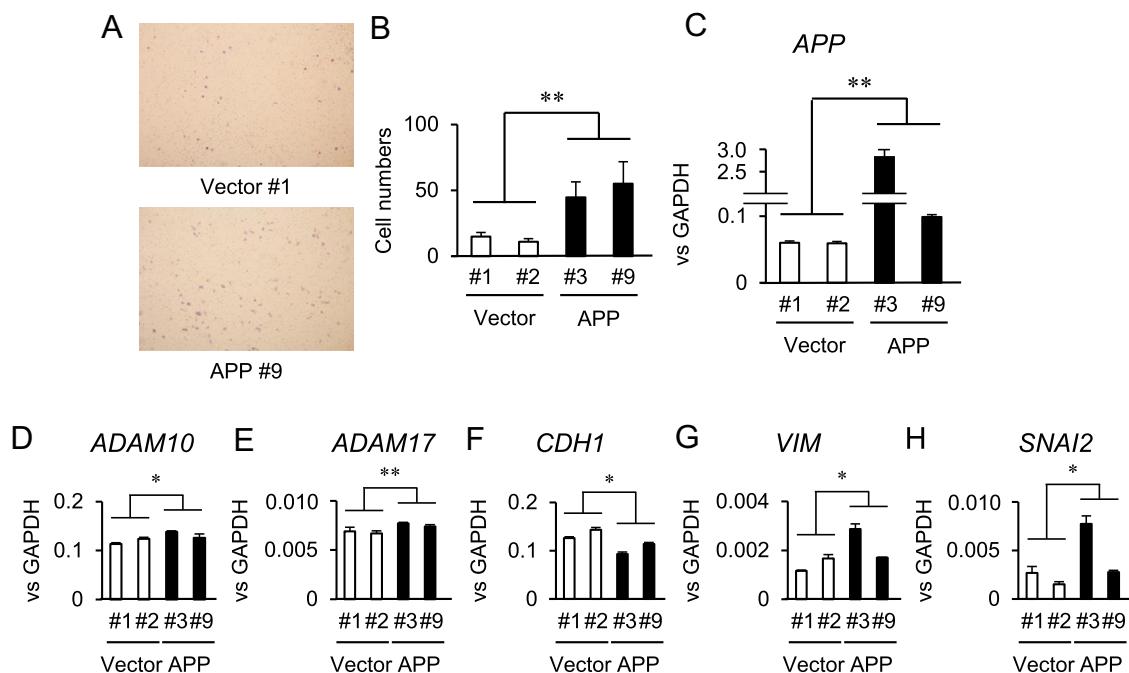 A
Vector #1
APP #9
B
**
Cell numbers
100
50
0
#1 #2 #3 #9
Vector APP
C
APP
**
vs GAPDH
3.0
2.5
0.1
0
#1 #2 #3 #9
Vector APP
D
ADAM10
*
vs GAPDH
0.2
0.1
0
#1 #2 #3 #9
Vector APP
E
ADAM17
**
vs GAPDH
0.010
0.005
0
#1 #2 #3 #9
Vector APP
F
CDH1
*
vs GAPDH
0.2
0.1
0
#1 #2 #3 #9
Vector APP
G
VIM
*
vs GAPDH
0.004
0.002
0
#1 #2 #3 #9
Vector APP
H
SNAI2
*
vs GAPDH
0.010
0.005
0
#1 #2 #3 #9
Vector APP